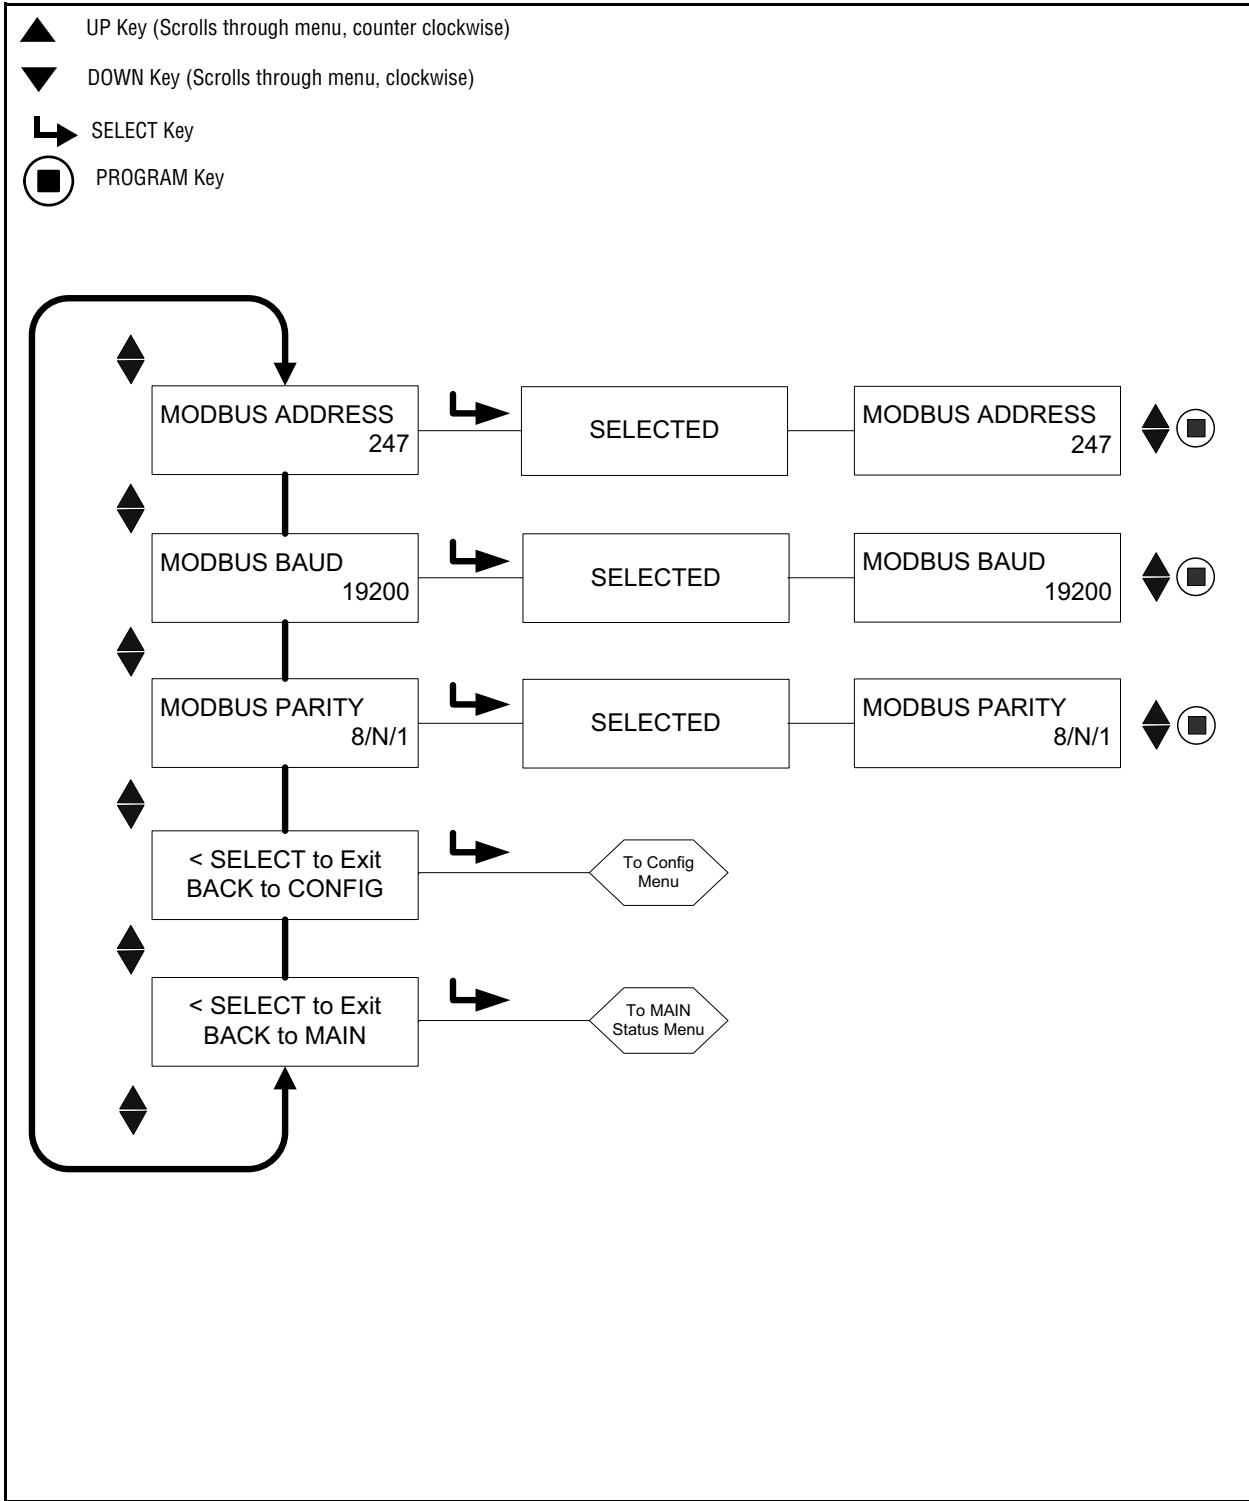 UP Key (Scrolls through menu, counter clockwise)
DOWN Key (Scrolls through menu, clockwise)
SELECT Key
PROGRAM Key
MODBUS ADDRESS
247
SELECTED
MODBUS ADDRESS
247
MODBUS BAUD
19200
SELECTED
MODBUS BAUD
19200
MODBUS PARITY
8/N/1
SELECTED
MODBUS PARITY
8/N/1
< SELECT to Exit
BACK to CONFIG
To Config
Menu
< SELECT to Exit
BACK to MAIN
To MAIN
Status Menu